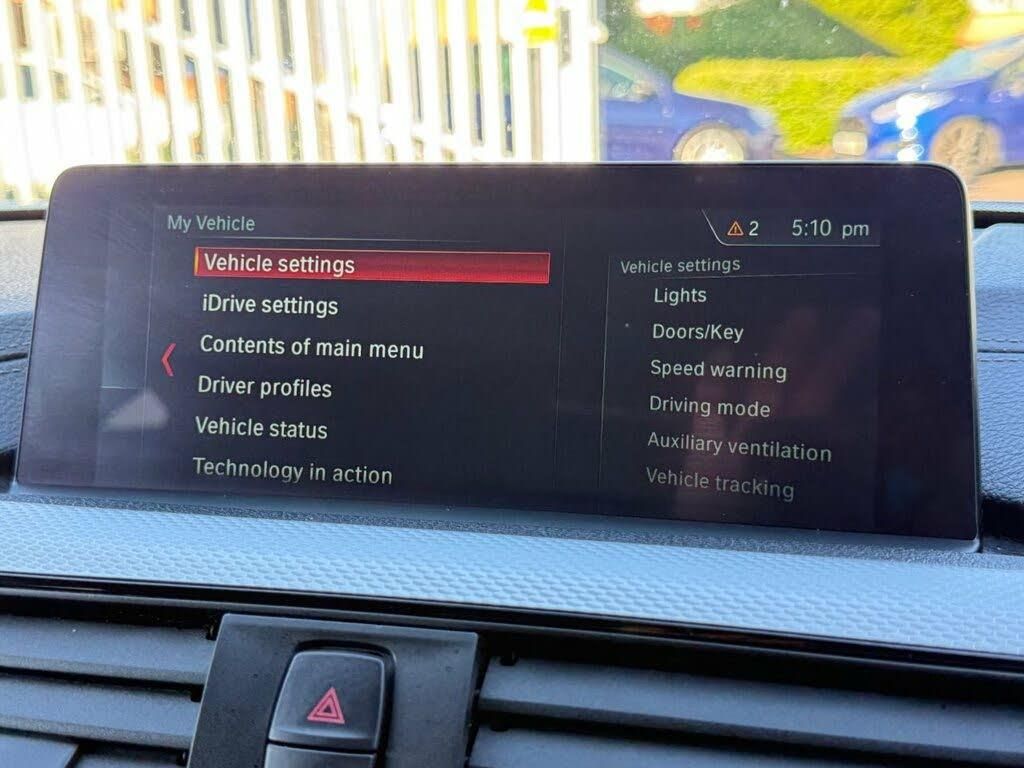 My Vehicle
2 5:10 pm
Vehicle settings
iDrive settings
Contents of main menu
Driver profiles
Vehicle status
Technology in action
Vehicle settings
Lights
Doors/Key
Speed warning
Driving mode
Auxiliary ventilation
Vehicle tracking